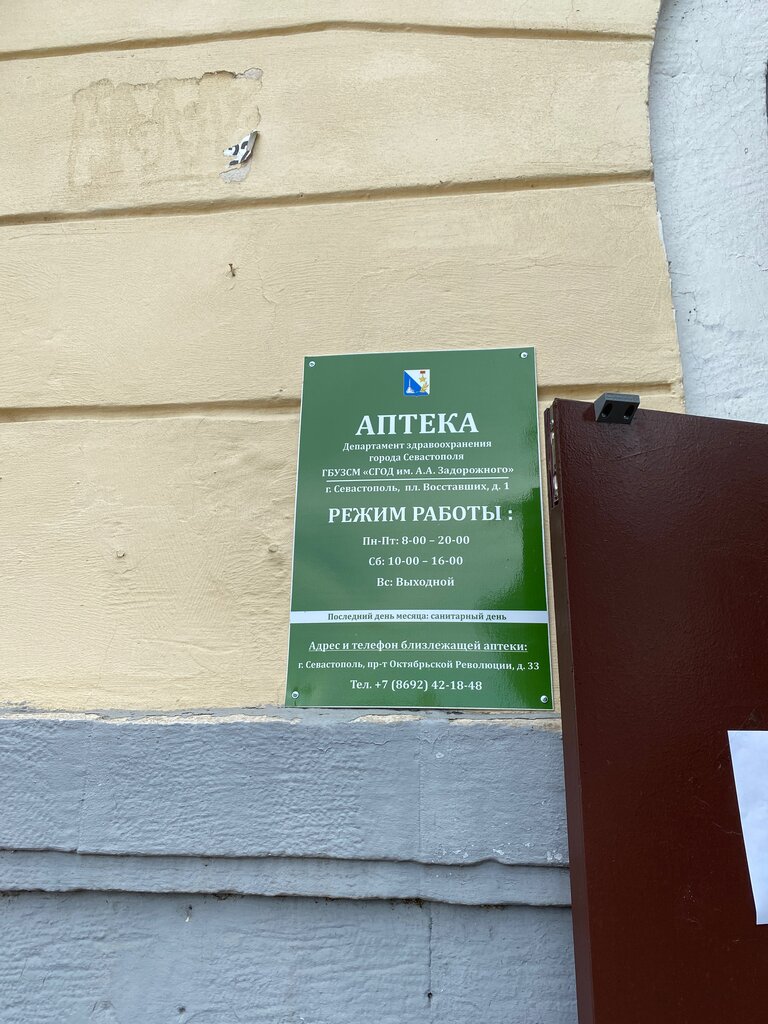 АПТЕКА
Департамент здравоохранения
города Севастополя
ГБУЗСМ «СГОД им. А.А. Задорожного»
г. Севастополь, пл. Восставших, д. 1
РЕЖИМ РАБОТЫ :
Пн-Пт: 8-00 – 20-00
Сб: 10-00 – 16-00
Вс: Выходной
Последний день месяца: санитарный день
Адрес и телефон близлежащей аптеки:
г. Севастополь, пр-т Октябрьской Революции, д. 33
Тел. +7 (8692) 42-18-48